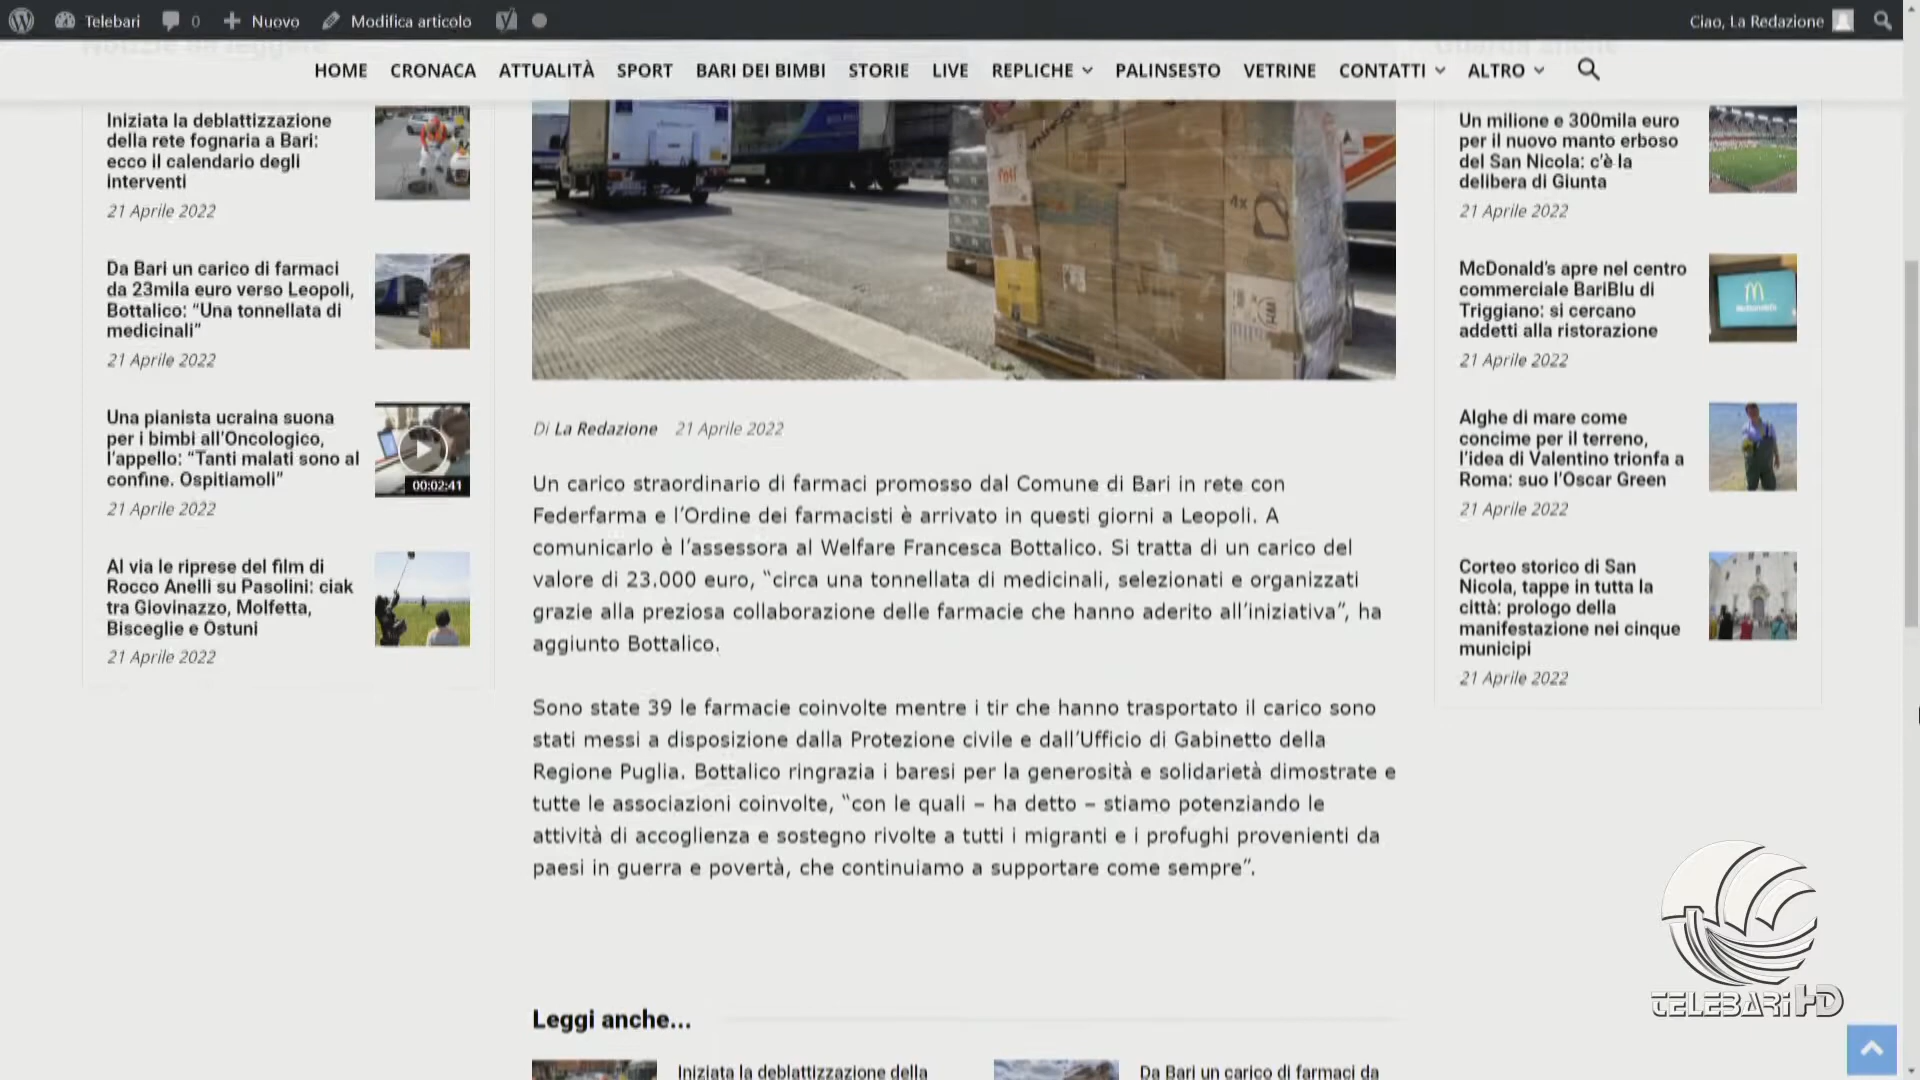 Telebari
0
Nuovo
Modifica articolo
Ciao, La Redazione
HOME
CRONACA
ATTUALITÀ
SPORT
BARI DEI BIMBI
STORIE
LIVE
REPLICHE
PALINSESTO
VETRINE
CONTATTI
ALTRO
Iniziata la deblattizzazione
della rete fognaria a Bari:
ecco il calendario degli
interventi
21 Aprile 2022
Da Bari un carico di farmaci
da 23mila euro verso Leopoli,
Bottalico: “Una tonnellata di
medicinali”
21 Aprile 2022
Una pianista ucraina suona
per i bimbi all’Oncologico,
l’appello: “Tanti malati sono al
confine. Ospitiamoli”
00:02:41
21 Aprile 2022
Al via le riprese del film di
Rocco Anelli su Pasolini: ciak
tra Giovinazzo, Molfetta,
Bisceglie e Ostuni
21 Aprile 2022
Di La Redazione 21 Aprile 2022
Un carico straordinario di farmaci promosso dal Comune di Bari in rete con
Federfarma e l’Ordine dei farmacisti è arrivato in questi giorni a Leopoli. A
comunicarlo è l’assessora al Welfare Francesca Bottalico. Si tratta di un carico del
valore di 23.000 euro, “circa una tonnellata di medicinali, selezionati e organizzati
grazie alla preziosa collaborazione delle farmacie che hanno aderito all’iniziativa”, ha
aggiunto Bottalico.
Sono state 39 le farmacie coinvolte mentre i tir che hanno trasportato il carico sono
stati messi a disposizione dalla Protezione civile e dall’Ufficio di Gabinetto della
Regione Puglia. Bottalico ringrazia i baresi per la generosità e solidarietà dimostrate e
tutte le associazioni coinvolte, “con le quali – ha detto – stiamo potenziando le
attività di accoglienza e sostegno rivolte a tutti i migranti e i profughi provenienti da
paesi in guerra e povertà, che continuiamo a supportare come sempre”.
Leggi anche...
Iniziata la deblattizzazione della
Da Bari un carico di farmaci da
Un milione e 300mila euro
per il nuovo manto erboso
del San Nicola: c’è la
delibera di Giunta
21 Aprile 2022
McDonald’s apre nel centro
commerciale BariBlu di
Triggiano: si cercano
addetti alla ristorazione
21 Aprile 2022
Alghe di mare come
concime per il terreno,
l’idea di Valentino trionfa a
Roma: suo l’Oscar Green
21 Aprile 2022
Corteo storico di San
Nicola, tappe in tutta la
città: prologo della
manifestazione nei cinque
municipi
21 Aprile 2022
TELEBARI HD